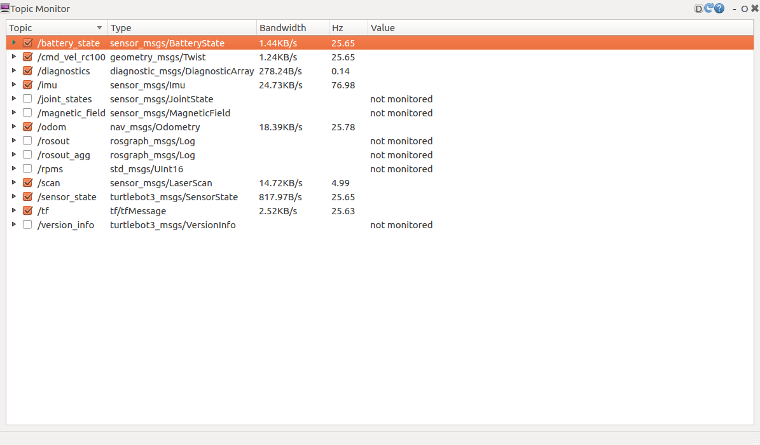 Topic Monitor D ? - O
Topic Type Bandwidth Hz Value
/battery_state sensor_msgs/BatteryState 1.44KB/s 25.65
/cmd_vel_rc100 geometry_msgs/Twist 1.24KB/s 25.65
/diagnostics diagnostic_msgs/DiagnosticArray 278.24B/s 0.14
/imu sensor_msgs/Imu 24.73KB/s 76.98
/joint_states sensor_msgs/JointState not monitored
/magnetic_field sensor_msgs/MagneticField not monitored
/odom nav_msgs/Odometry 18.39KB/s 25.78
/rosout rosgraph_msgs/Log not monitored
/rosout_agg rosgraph_msgs/Log not monitored
/rpms std_msgs/UInt16 not monitored
/scan sensor_msgs/LaserScan 14.72KB/s 4.99
/sensor_state turtlebot3_msgs/SensorState 817.97B/s 25.65
/tf tf/tfMessage 2.52KB/s 25.63
/version_info turtlebot3_msgs/VersionInfo not monitored